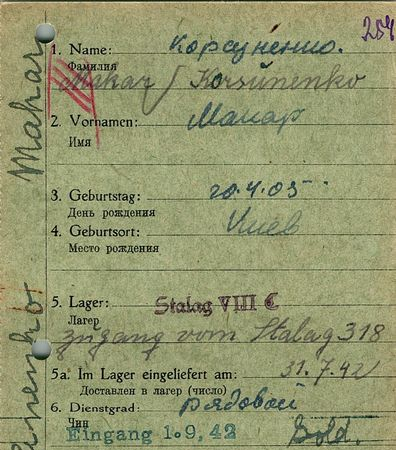 254
1. Name: Корсуненко.
Фамилия
Makar / Korsunenko
2. Vornamen: Макар
Имя
3. Geburtstag: 20.4.05
День рождения
4. Geburtsort: Киев
Место рождения
5. Lager: Stalag VIII C
Лагерь
Zugang vom Stalag 318
5a. Im Lager eingeliefert am: 31.7.42
Доставлен в лагерь (число)
6. Dienstgrad: рядовой
Чин
Eingang 1.9.42 Sold.
Makar